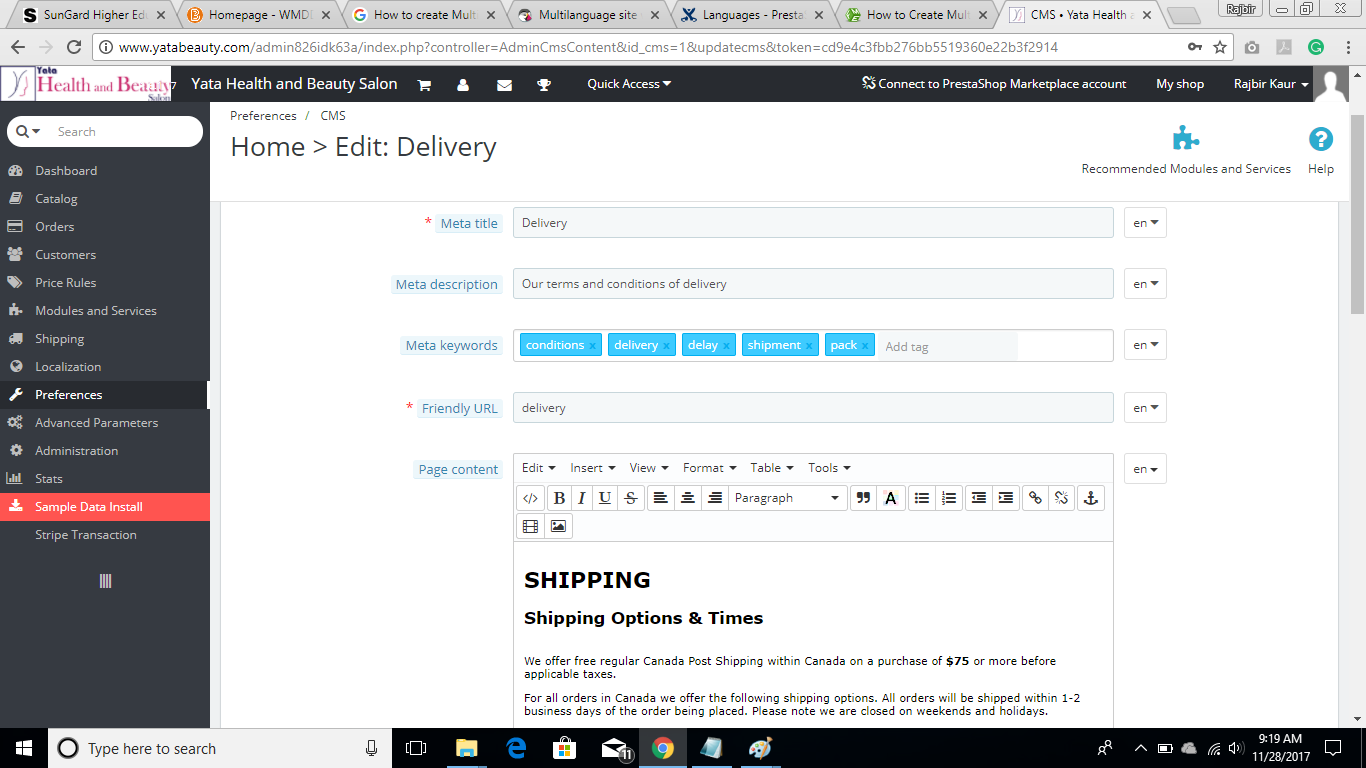 SunGard Higher Edu
Homepage - WMDD
How to create Mult
Multilanguage site
Languages - Presta
How to Create Mult
CMS • Yata Health a
Rajbir
www.yatabeauty.com/admin826idk63a/index.php?controller=AdminCmsContent&id_cms=1&updatecms&token=cd9e4c3fbb276bb5519360e22b3f2914
Yata
Health and Beauty
Salon
Yata Health and Beauty Salon
Quick Access
Connect to PrestaShop Marketplace account
My shop
Rajbir Kaur
Search
Preferences / CMS
Home > Edit: Delivery
Recommended Modules and Services
Help
Dashboard
Catalog
Orders
Customers
Price Rules
Modules and Services
Shipping
Localization
Preferences
Advanced Parameters
Administration
Stats
Sample Data Install
Stripe Transaction
* Meta title
Delivery
en
Meta description
Our terms and conditions of delivery
en
Meta keywords
conditions x delivery x delay x shipment x pack x Add tag
en
* Friendly URL
delivery
en
Page content
Edit Insert View Format Table Tools
en
</> B I U S Paragraph A
SHIPPING
Shipping Options & Times
We offer free regular Canada Post Shipping within Canada on a purchase of $75 or more before
applicable taxes.
For all orders in Canada we offer the following shipping options. All orders will be shipped within 1-2
business days of the order being placed. Please note we are closed on weekends and holidays.
Type here to search
11
9:19 AM
11/28/2017